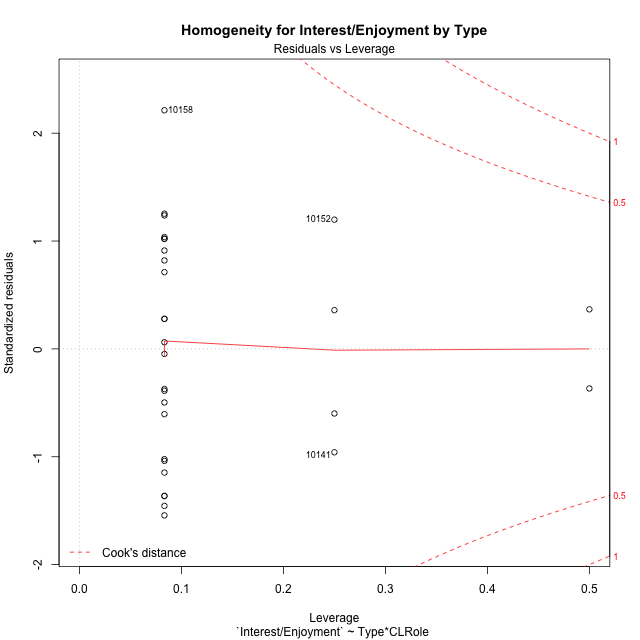 Homogeneity for Interest/Enjoyment by Type
Residuals vs Leverage
Standardized residuals
2
1
0
-1
-2
10158
10152
10141
1
0.5
0.5
1
Cook's distance
0.0 0.1 0.2 0.3 0.4 0.5
Leverage
`Interest/Enjoyment` ~ Type*CLRole